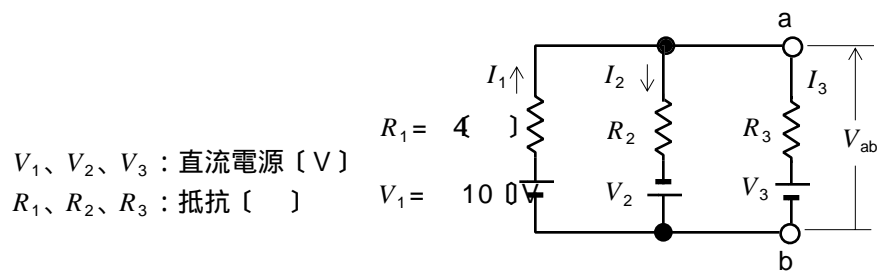 a
I₁ I₂ I₃
R₁= 4〔 〕 R₂ R₃ Vab
V₁、V₂、V₃：直流電源〔V〕
V₁= 10〔V〕 V₂ V₃
R₁、R₂、R₃：抵抗〔 〕
b